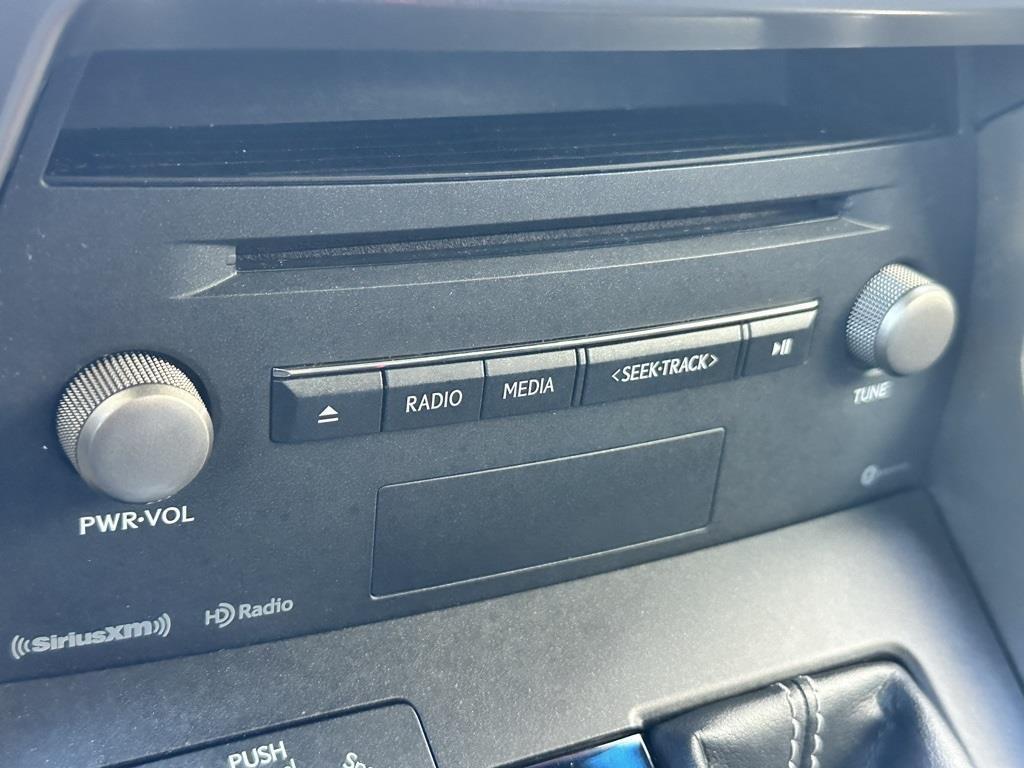 RADIO
MEDIA
<SEEK•TRACK>
TUNE
PWR•VOL
((SiriusXM))
HD Radio
PUSH